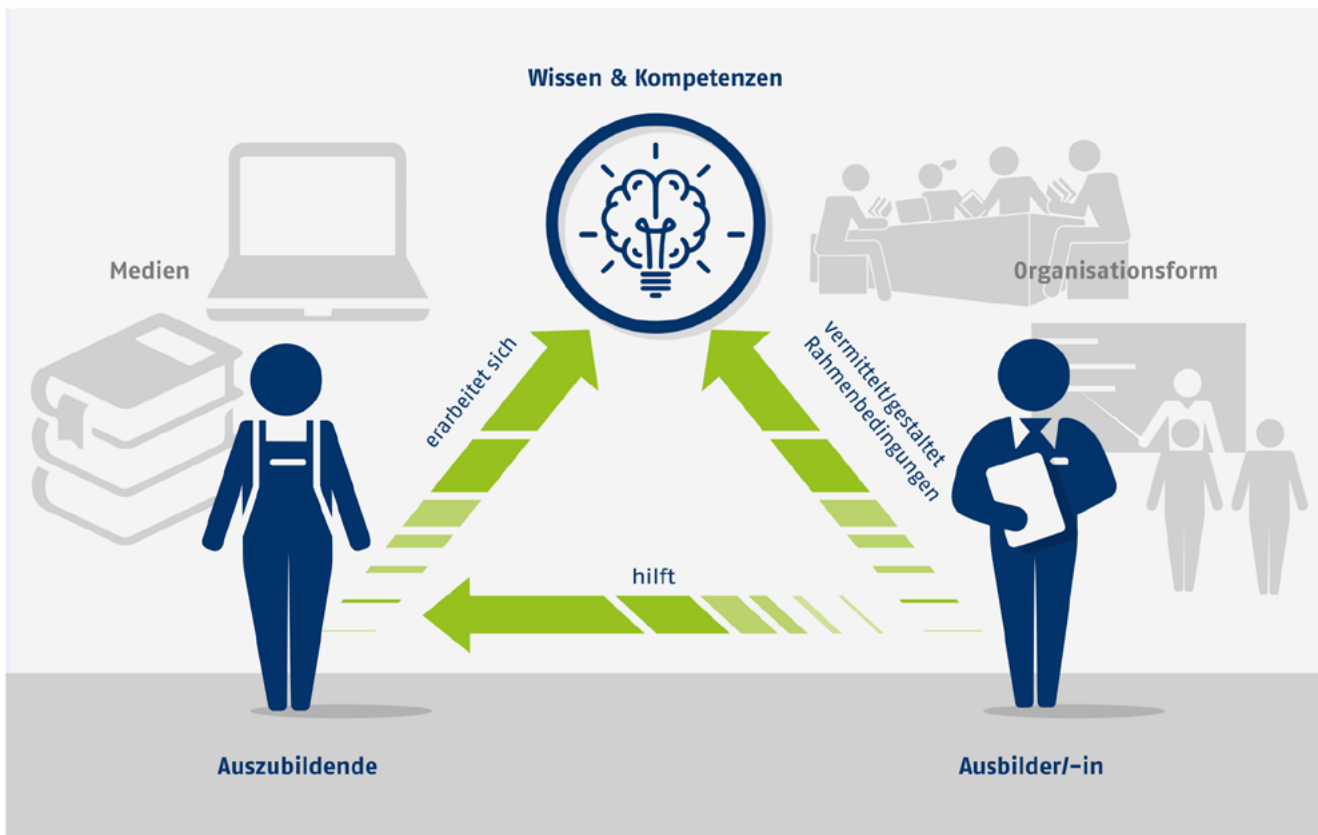 Wissen & Kompetenzen
Medien
Organisationsform
erarbeitet sich
vermittelt/gestaltet
Rahmenbedingungen
hilft
Auszubildende
Ausbilder/-in